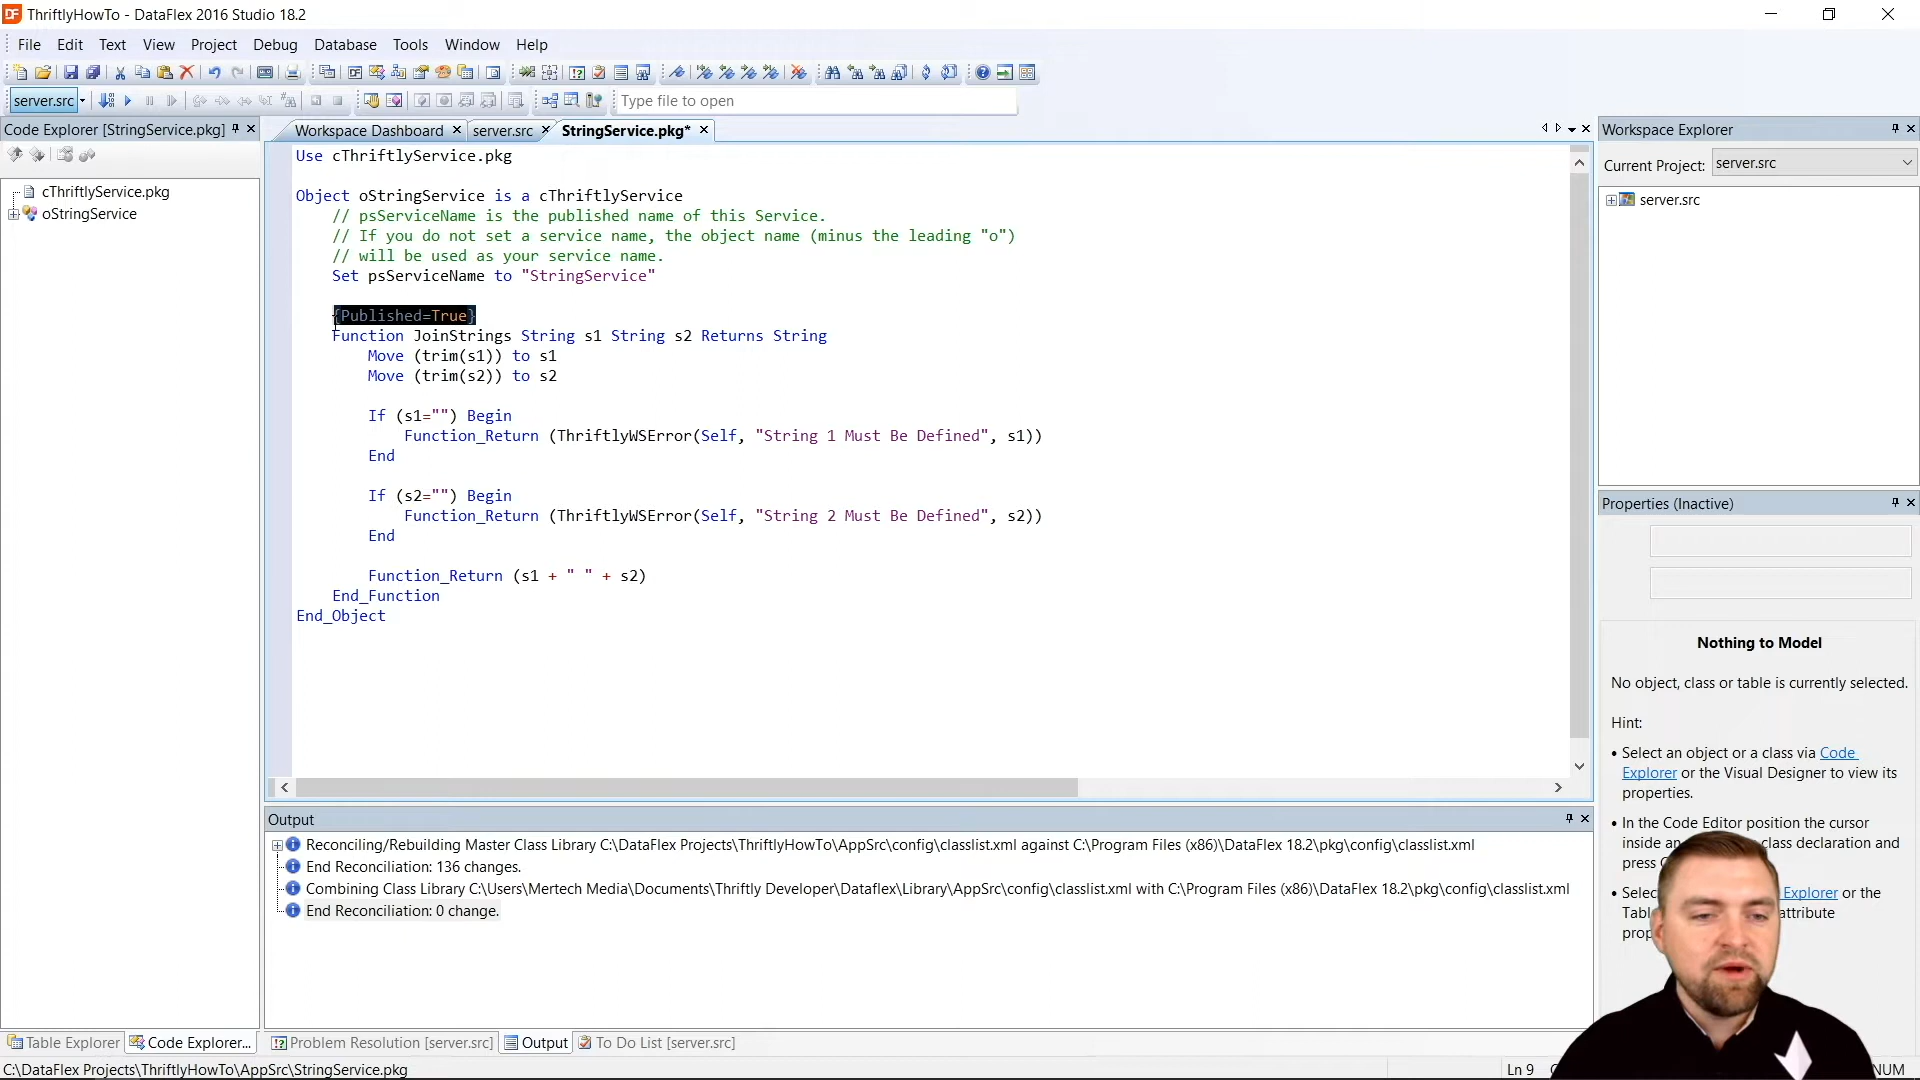 ThriftlyHowTo - DataFlex 2016 Studio 18.2
File Edit Text View Project Debug Database Tools Window Help
server.src Type file to open
Code Explorer [StringService.pkg]
cThriftlyService.pkg
oStringService
Workspace Dashboard server.src StringService.pkg*
Use cThriftlyService.pkg
Object oStringService is a cThriftlyService
// psServiceName is the published name of this Service.
// If you do not set a service name, the object name (minus the leading "o")
// will be used as your service name.
Set psServiceName to "StringService"
{Published=True}
Function JoinStrings String s1 String s2 Returns String
Move (trim(s1)) to s1
Move (trim(s2)) to s2
If (s1="") Begin
Function_Return (ThriftlyWSError(Self, "String 1 Must Be Defined", s1))
End
If (s2="") Begin
Function_Return (ThriftlyWSError(Self, "String 2 Must Be Defined", s2))
End
Function_Return (s1 + " " + s2)
End_Function
End_Object
Workspace Explorer
Current Project: server.src
server.src
Properties (Inactive)
Nothing to Model
No object, class or table is currently selected.
Hint:
• Select an object or a class via Code
Explorer or the Visual Designer to view its
properties.
• In the Code Editor position the cursor
inside an class declaration and
press
• Explorer or the
attribute
Output
Reconciling/Rebuilding Master Class Library C:\DataFlex Projects\ThriftlyHowTo\AppSrc\config\classlist.xml against C:\Program Files (x86)\DataFlex 18.2\pkg\config\classlist.xml
End Reconciliation: 136 changes.
Combining Class Library C:\Users\Mertech Media\Documents\Thriftly Developer\Dataflex\Library\AppSrc\config\classlist.xml with C:\Program Files (x86)\DataFlex 18.2\pkg\config\classlist.xml
End Reconciliation: 0 change.
Table Explorer Code Explorer... Problem Resolution [server.src] Output To Do List [server.src]
C:\DataFlex Projects\ThriftlyHowTo\AppSrc\StringService.pkg Ln 9 NUM